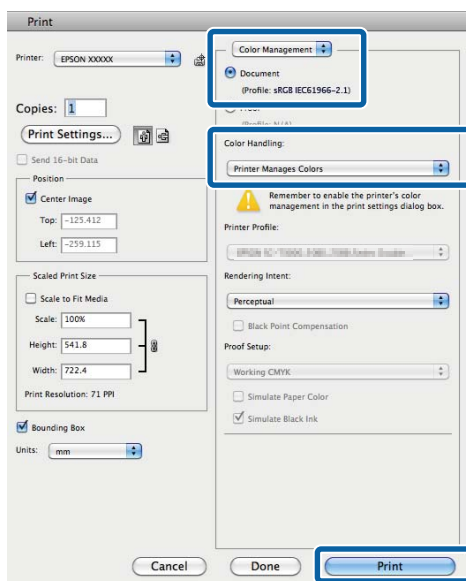 Print
Printer: EPSON XXXXX
Copies: 1
Print Settings...
Send 16-bit Data
Position
Center Image
Top: -125.412
Left: -259.115
Scaled Print Size
Scale to Fit Media
Scale: 100%
Height: 541.8
Width: 722.4
Print Resolution: 71 PPI
Bounding Box
Units: mm
Color Management
Document
(Profile: sRGB IEC61966-2.1)
Color Handling:
Printer Manages Colors
Remember to enable the printer's color
management in the print settings dialog box.
Printer Profile:
Rendering Intent:
Perceptual
Black Point Compensation
Proof Setup:
Working CMYK
Simulate Paper Color
Simulate Black Ink
Cancel
Done
Print